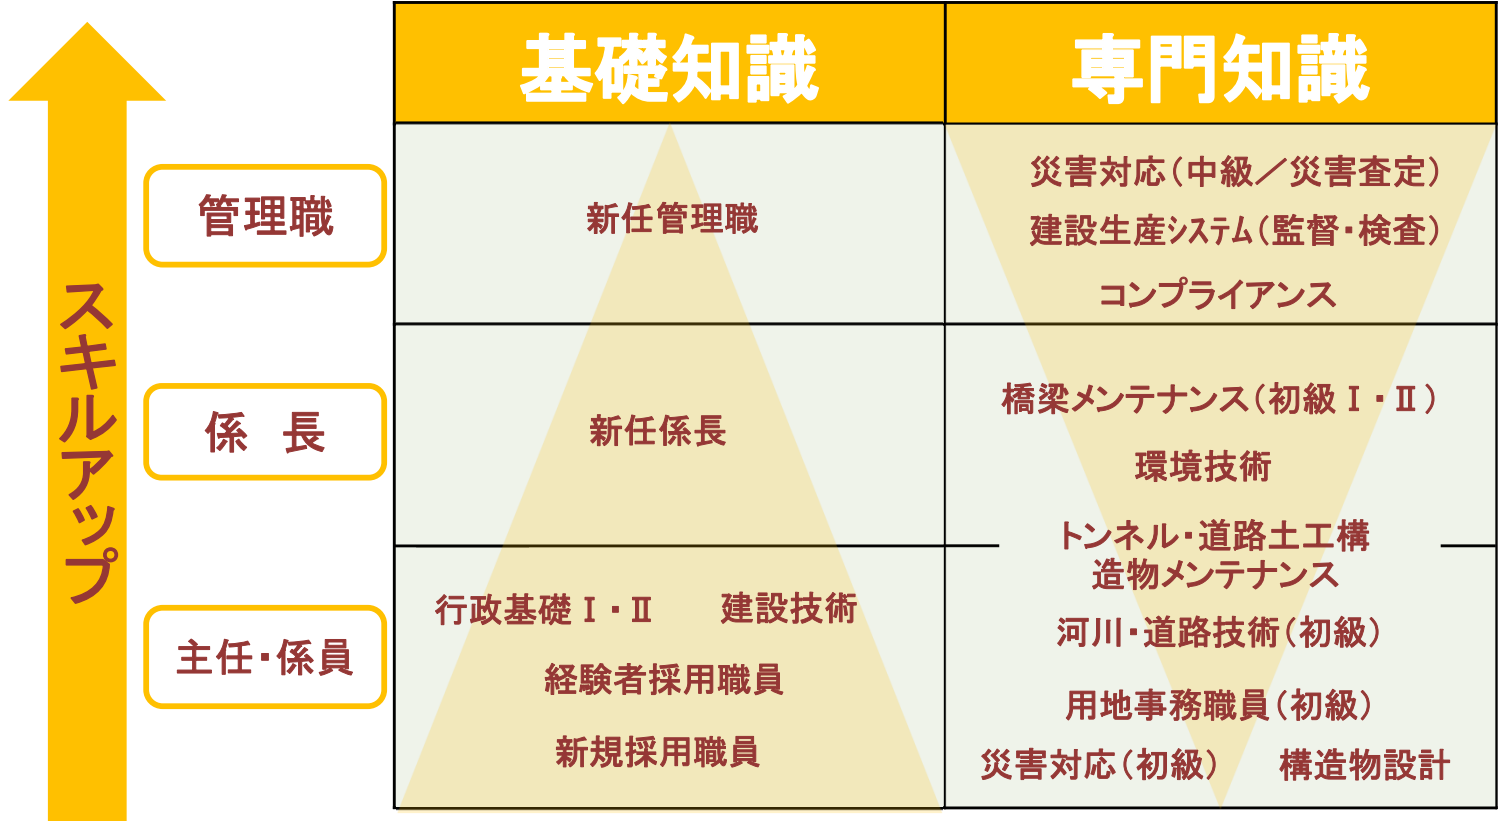 基礎知識
専門知識
スキルアップ
管理職
新任管理職
災害対応(中級／災害査定)
建設生産ｼｽﾃﾑ(監督・検査)
コンプライアンス
係　長
新任係長
橋梁メンテナンス(初級Ⅰ・Ⅱ)
環境技術
トンネル・道路土工構
造物メンテナンス
主任・係員
行政基礎Ⅰ・Ⅱ　建設技術
経験者採用職員
新規採用職員
河川・道路技術(初級)
用地事務職員(初級)
災害対応(初級)　構造物設計